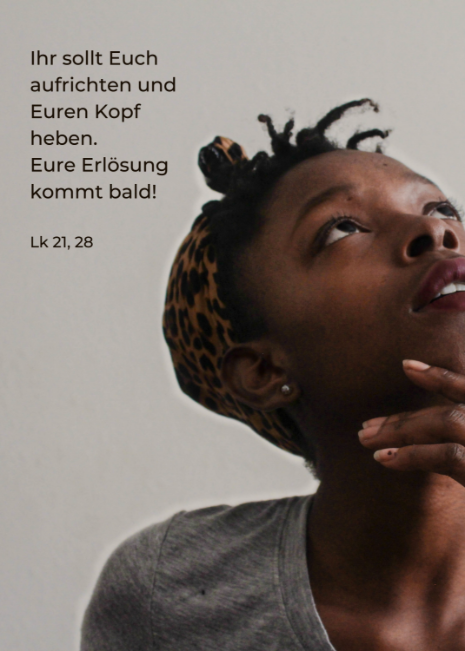 Ihr sollt Euch
aufrichten und
Euren Kopf
heben.
Eure Erlösung
kommt bald!
Lk 21, 28